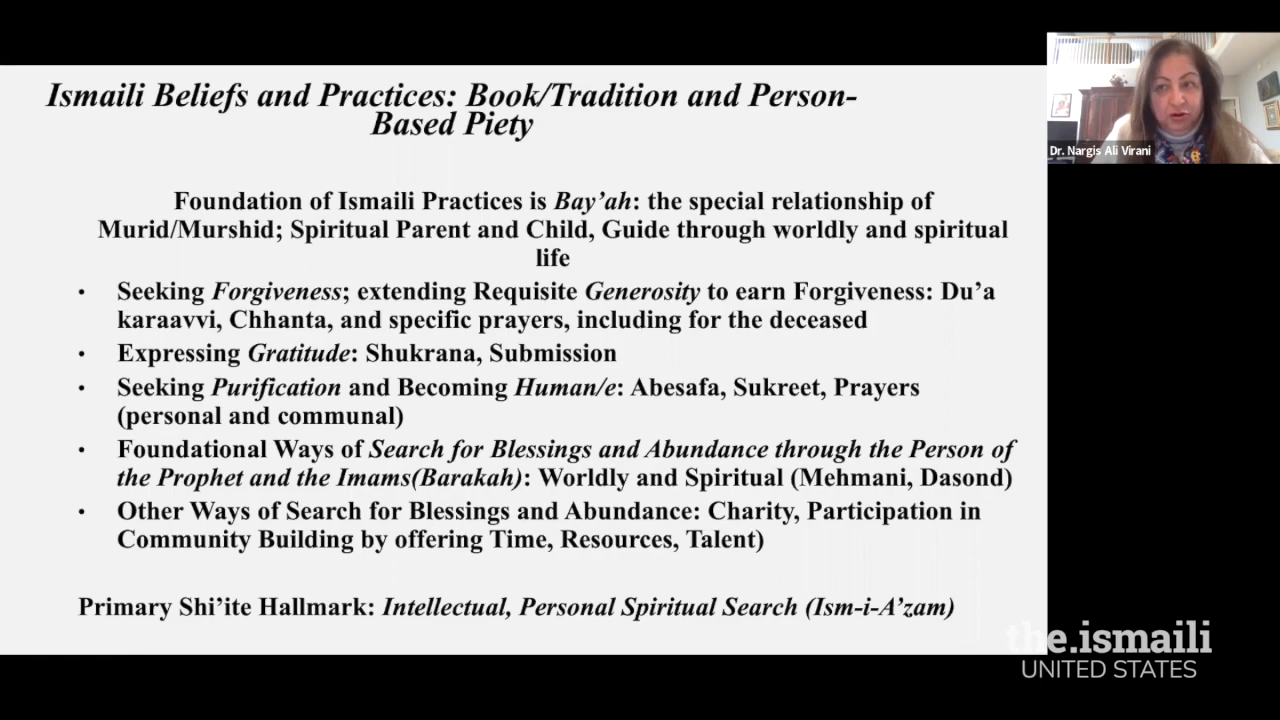 Ismaili Beliefs and Practices: Book/Tradition and Person-
Based Piety
Dr. Nargis Ali Virani
Foundation of Ismaili Practices is Bay’ah: the special relationship of
Murid/Murshid; Spiritual Parent and Child, Guide through worldly and spiritual
life
• Seeking Forgiveness; extending Requisite Generosity to earn Forgiveness: Du’a
karaavvi, Chhanta, and specific prayers, including for the deceased
• Expressing Gratitude: Shukrana, Submission
• Seeking Purification and Becoming Human/e: Abesafa, Sukreet, Prayers
(personal and communal)
• Foundational Ways of Search for Blessings and Abundance through the Person of
the Prophet and the Imams(Barakah): Worldly and Spiritual (Mehmani, Dasond)
• Other Ways of Search for Blessings and Abundance: Charity, Participation in
Community Building by offering Time, Resources, Talent)
Primary Shi’ite Hallmark: Intellectual, Personal Spiritual Search (Ism-i-A’zam)
the.ismaili
UNITED STATES